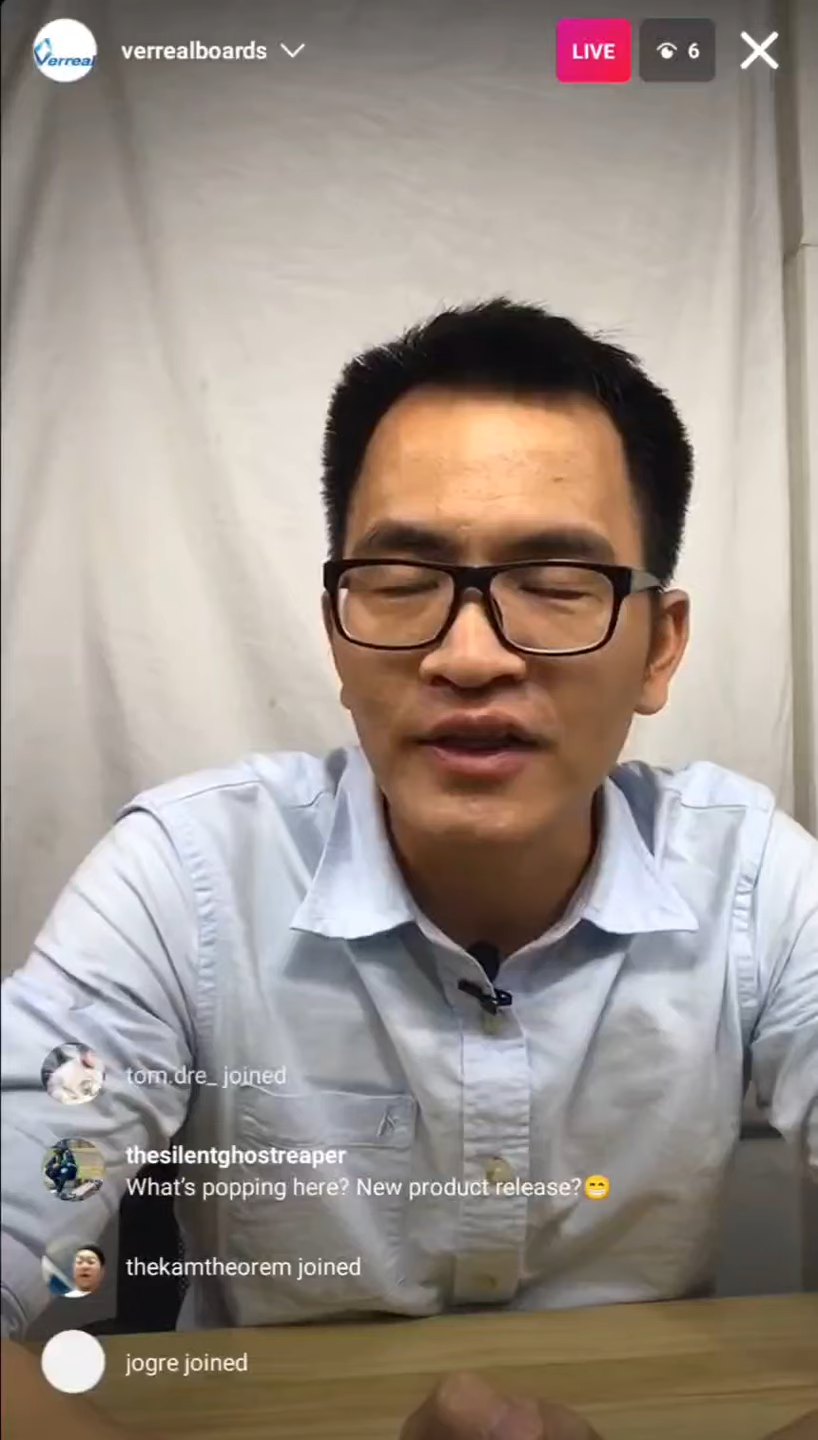 Verreal
verrealboards
LIVE
6
tom.dre_ joined
thesilentghostreaper
What's popping here? New product release?😁
thekamtheorem joined
jogre joined